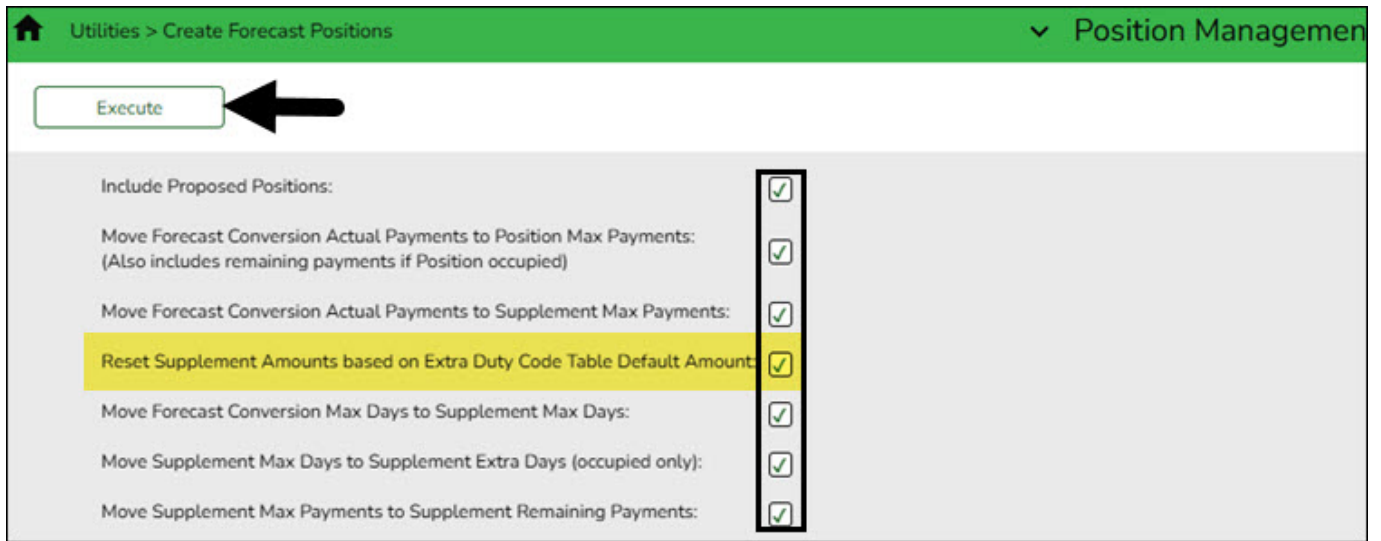 Utilities > Create Forecast Positions
Position Managemen
Execute
Include Proposed Positions:
Move Forecast Conversion Actual Payments to Position Max Payments:
(Also includes remaining payments if Position occupied)
Move Forecast Conversion Actual Payments to Supplement Max Payments:
Reset Supplement Amounts based on Extra Duty Code Table Default Amount:
Move Forecast Conversion Max Days to Supplement Max Days:
Move Supplement Max Days to Supplement Extra Days (occupied only):
Move Supplement Max Payments to Supplement Remaining Payments: